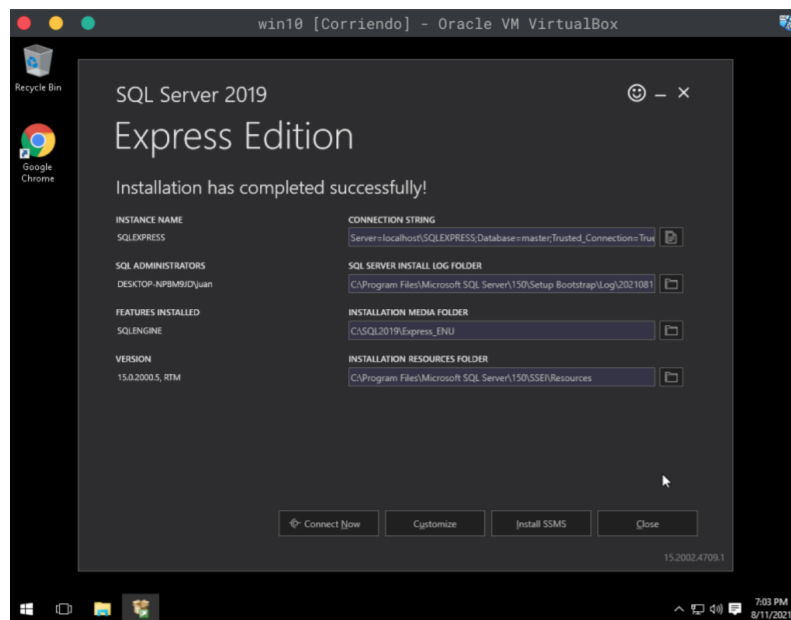 win10 [Corriendo] - Oracle VM VirtualBox
Recycle Bin
Google
Chrome
SQL Server 2019
Express Edition
Installation has completed successfully!
INSTANCE NAME
SQLEXPRESS
CONNECTION STRING
Server=localhost\SQLEXPRESS;Database=master;Trusted_Connection=True
SQL ADMINISTRATORS
DESKTOP-NPBM9JD\juan
SQL SERVER INSTALL LOG FOLDER
C:\Program Files\Microsoft SQL Server\150\Setup Bootstrap\Log\2021081
FEATURES INSTALLED
SQLENGINE
INSTALLATION MEDIA FOLDER
C:\SQL2019\Express_ENU
VERSION
15.0.2000.5, RTM
INSTALLATION RESOURCES FOLDER
C:\Program Files\Microsoft SQL Server\150\SSEI\Resources
Connect Now
Customize
Install SSMS
Close
15.2002.4709.1
7:03 PM
8/11/2021